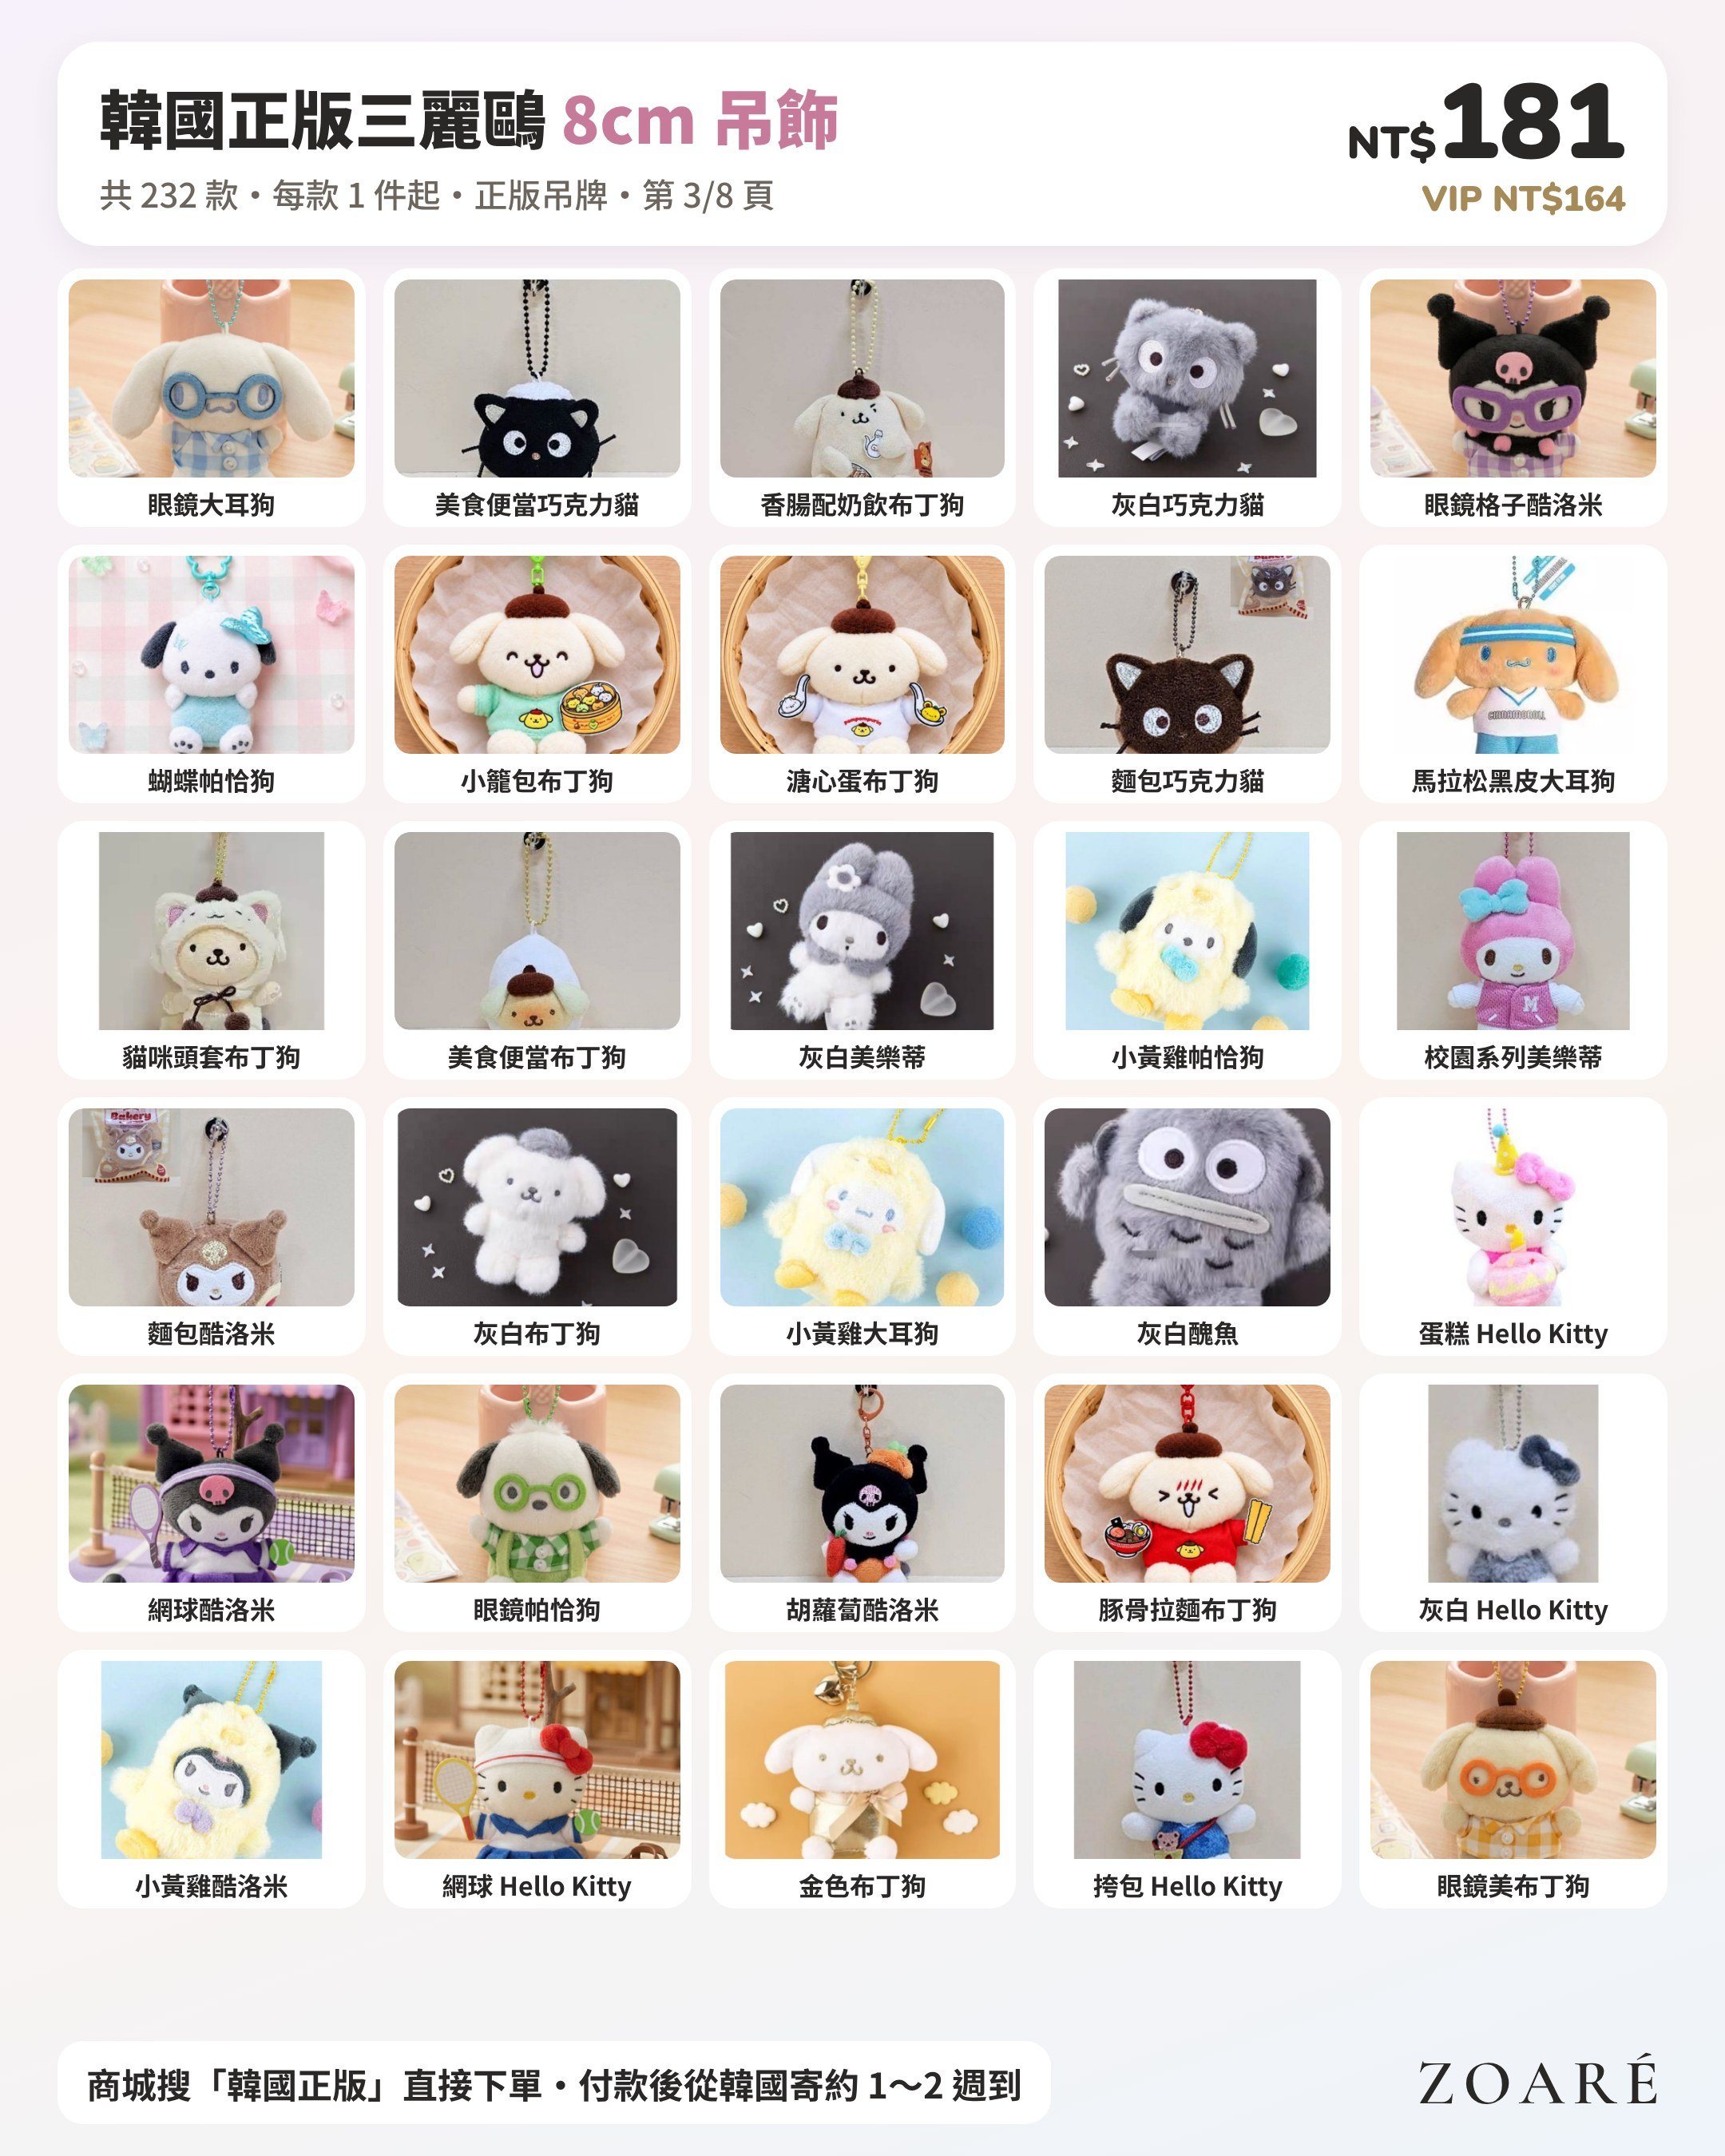 韓國正版三麗鷗 8cm 吊飾
NT$181
共 232 款・每款 1 件起・正版吊牌・第 3/8 頁
VIP NT$164
眼鏡大耳狗
美食便當巧克力貓
香腸配奶飲布丁狗
灰白巧克力貓
眼鏡格子酷洛米
蝴蝶帕恰狗
小籠包布丁狗
溏心蛋布丁狗
麵包巧克力貓
馬拉松黑皮大耳狗
貓咪頭套布丁狗
美食便當布丁狗
灰白美樂蒂
小黃雞帕恰狗
M
校園系列美樂蒂
Bakery
麵包酷洛米
灰白布丁狗
小黃雞大耳狗
灰白醜魚
蛋糕 Hello Kitty
網球酷洛米
眼鏡帕恰狗
胡蘿蔔酷洛米
豚骨拉麵布丁狗
灰白 Hello Kitty
小黃雞酷洛米
網球 Hello Kitty
金色布丁狗
挎包 Hello Kitty
眼鏡美布丁狗
商城搜「韓國正版」直接下單・付款後從韓國寄約 1～2 週到
ZOARÉ